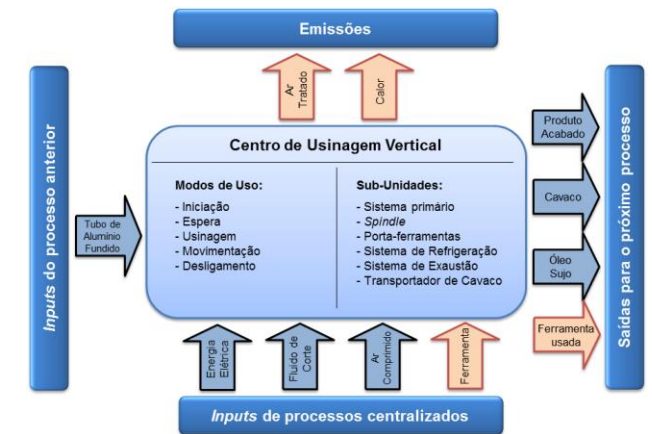 Emissões
Ar
Tratado
Calor
Inputs do processo anterior
Tubo de
Alumínio
Fundido
Centro de Usinagem Vertical
Modos de Uso:
- Iniciação
- Espera
- Usinagem
- Movimentação
- Desligamento
Sub-Unidades:
- Sistema primário
- Spindle
- Porta-ferramentas
- Sistema de Refrigeração
- Sistema de Exaustão
- Transportador de Cavaco
Produto
Acabado
Cavaco
Óleo
Sujo
Ferramenta
usada
Saídas para o próximo processo
Energia
Elétrica
Fluido de
Corte
Ar
Comprimido
Ferramenta
Inputs de processos centralizados